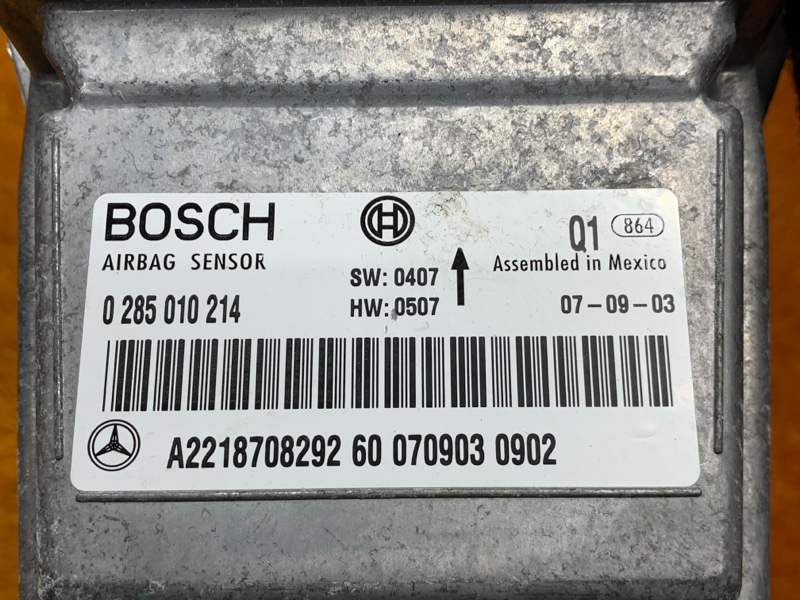 BOSCH
Q1 864
AIRBAG SENSOR
SW: 0407
Assembled in Mexico
0 285 010 214
HW: 0507
07-09-03
A2218708292 60 070903 0902